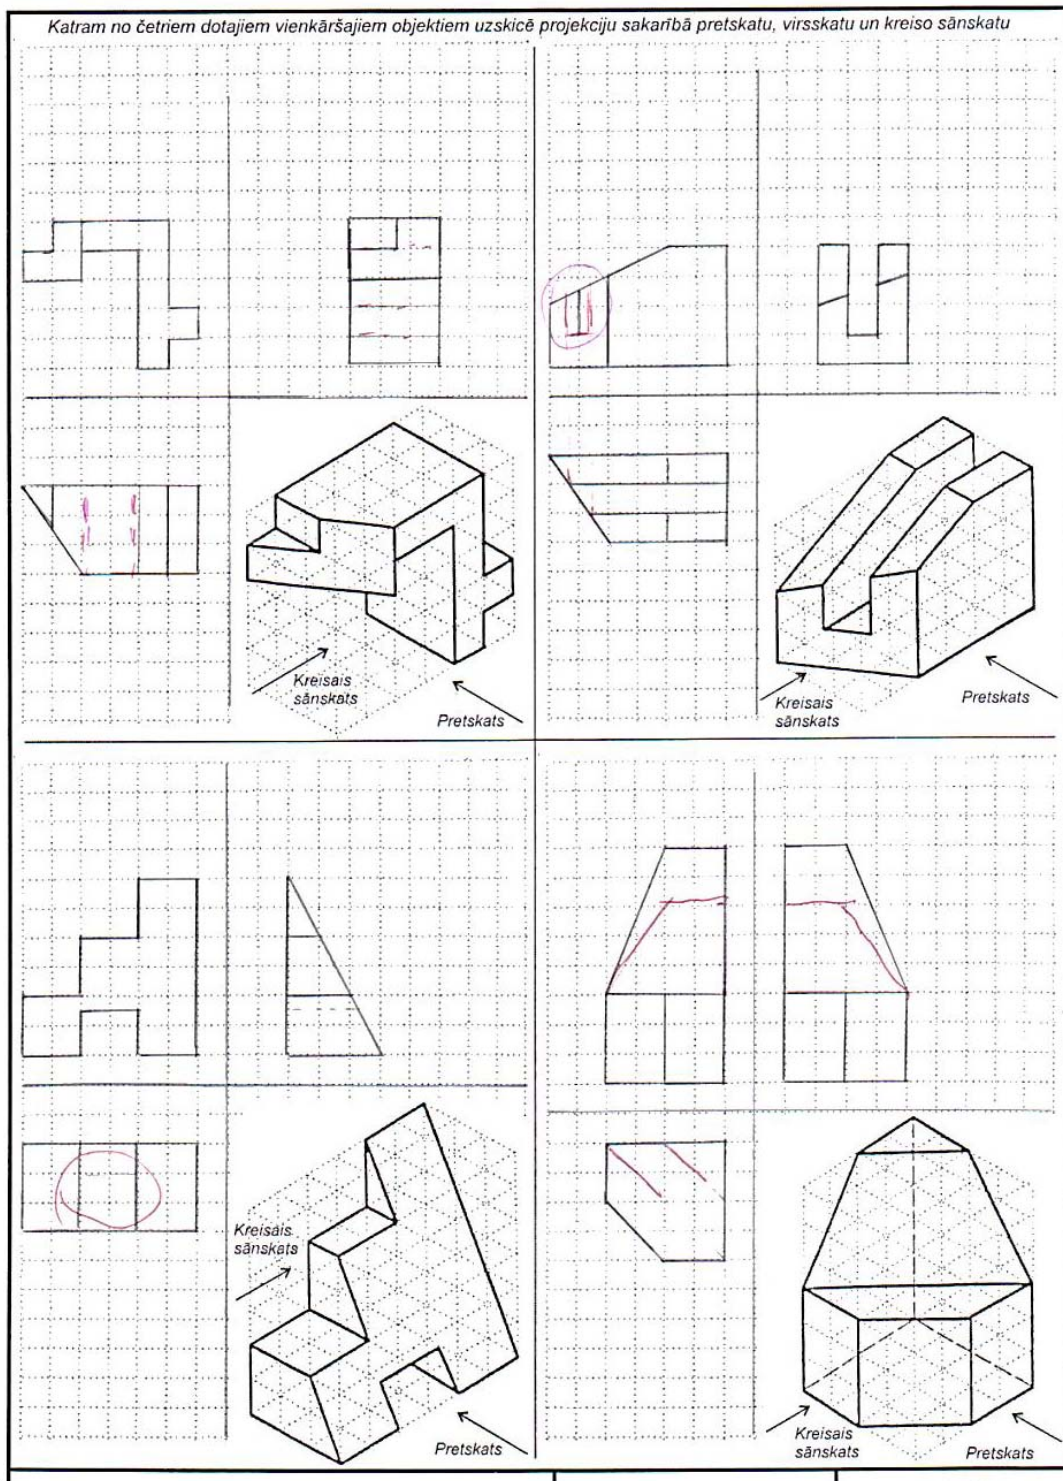 Katram no četriem dotajiem vienkāršajiem objektiem uzskicē projekciju sakarībā pretskatu, virsskatu un kreiso sānskatu
Kreisais
sānskats
Pretskats
Kreisais
sānskats
Pretskats
Kreisais
sānskats
Pretskats
Kreisais
sānskats
Pretskats